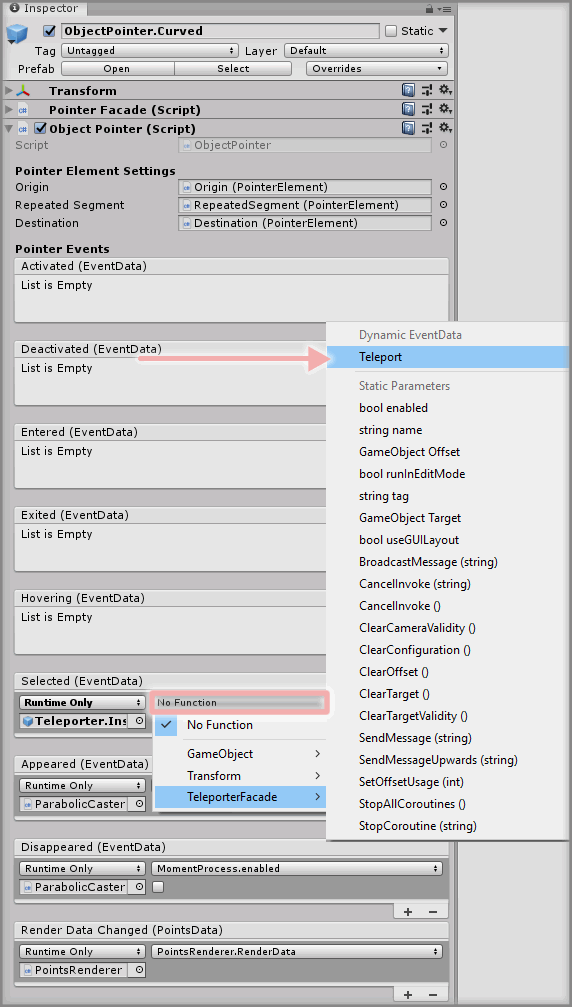 Inspector
ObjectPointer.Curved
Static
Tag Untagged Layer Default
Prefab Open Select Overrides
Transform
Pointer Facade (Script)
Object Pointer (Script)
Script ObjectPointer
Pointer Element Settings
Origin Origin (PointerElement)
Repeated Segment RepeatedSegment (PointerElement)
Destination Destination (PointerElement)
Pointer Events
Activated (EventData)
List is Empty
Deactivated (EventData)
List is Empty
Entered (EventData)
List is Empty
Exited (EventData)
List is Empty
Hovering (EventData)
List is Empty
Selected (EventData)
Runtime Only No Function
Teleporter.Ins
No Function
GameObject
Transform
TeleporterFacade
Dynamic EventData
Teleport
Static Parameters
bool enabled
string name
GameObject Offset
bool runInEditMode
string tag
GameObject Target
bool useGUILayout
BroadcastMessage (string)
CancelInvoke (string)
CancelInvoke ()
ClearCameraValidity ()
ClearConfiguration ()
ClearOffset ()
ClearTarget ()
ClearTargetValidity ()
SendMessage (string)
SendMessageUpwards (string)
SetOffsetUsage (int)
StopAllCoroutines ()
StopCoroutine (string)
Appeared (EventData)
Runtime Only
ParabolicCaster
Disappeared (EventData)
Runtime Only MomentProcess.enabled
ParabolicCaster
Render Data Changed (PointsData)
Runtime Only PointsRenderer.RenderData
PointsRenderer